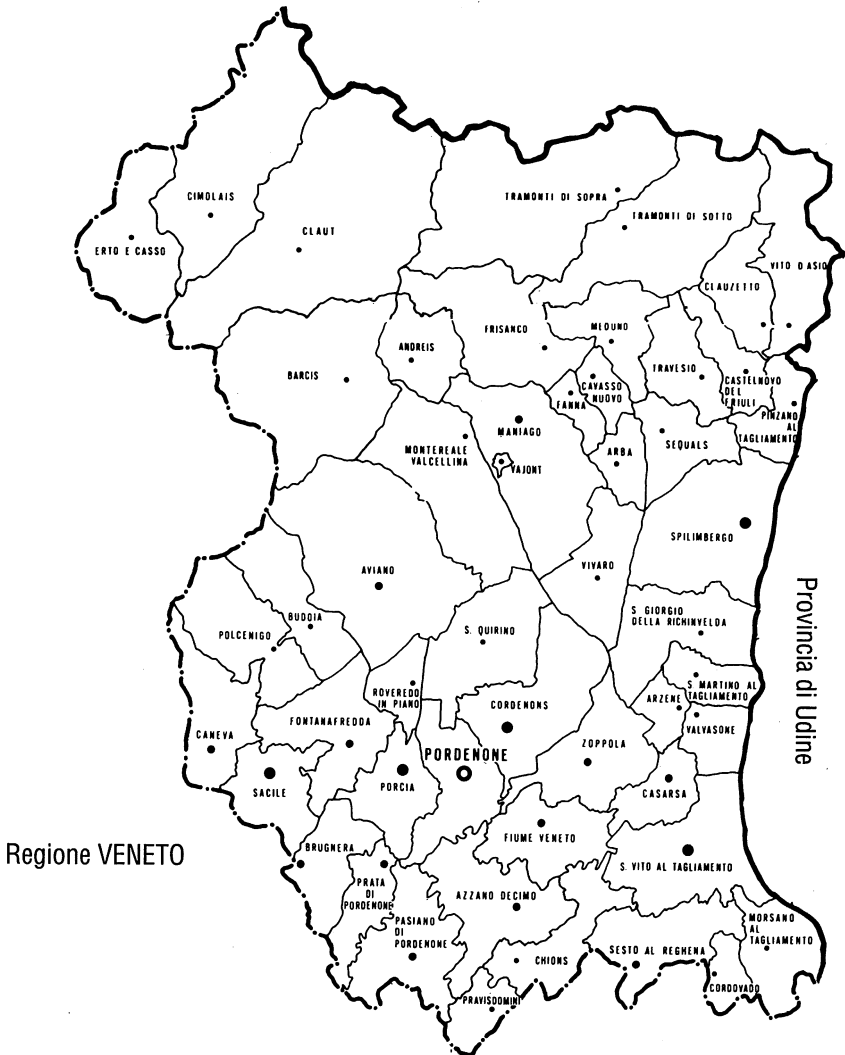 CIMOLAIS
TRAMONTI DI SOPRA
TRAMONTI DI SOTTO
CLAUT
ERTO E CASSO
VITO D'ASIO
CLAUZETTO
FRISANCO
MEDUNO
ANDREIS
BARCIS
TRAVESIO
CASTELNOVO
DEL
FRIULI
CAVASSO
NUOVO
FANNA
PINZANO
AL
TAGLIAMENTO
MANIAGO
MONTEREALE
VALCELLINA
ARBA
SEQUALS
VAJONT
SPILIMBERGO
AVIANO
VIVARO
Provincia di Udine
S GIORGIO
DELLA RICHINVELDA
BUDOIA
POLCENIGO
S. QUIRINO
S MARTINO AL
TAGLIAMENTO
ROVEREDO
IN PIANO
ARZENE
CORDENONS
FONTANAFREDDA
VALVASONE
CANEVA
ZOPPOLA
PORDENONE
PORCIA
SACILE
CASARSA
FIUME VENETO
BRUGNERA
Regione VENETO
S. VITO AL TAGLIAMENTO
PRATA
DI
PORDENONE
AZZANO DECIMO
PASIANO
DI
PORDENONE
MORSANO
AL
TAGLIAMENTO
SESTO AL REGHENA
CHIONS
CORDOVADO
PRAVISDOMINI